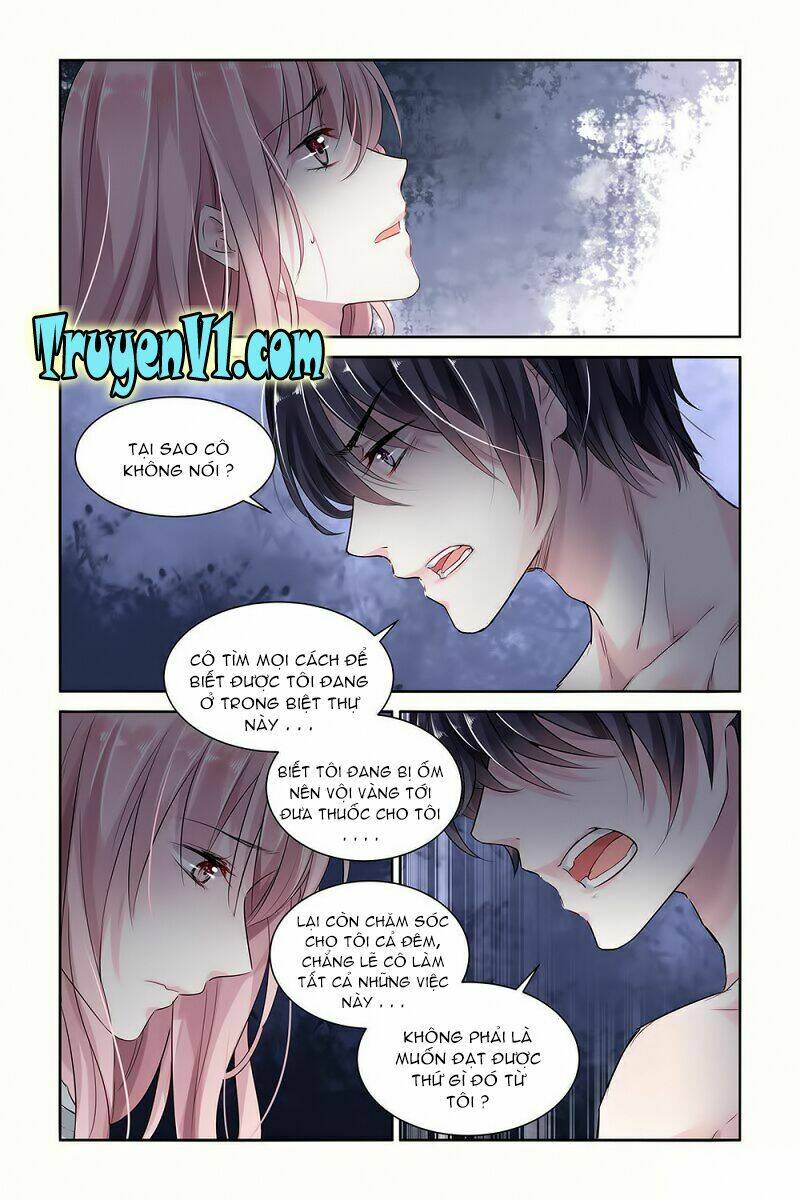 TruyenV1.com
TẠI SAO CÔ
KHÔNG NÓI ?
CÔ TÌM MỌI CÁCH ĐỂ
BIẾT ĐƯỢC TÔI ĐANG
Ở TRONG BIỆT THỰ
NÀY . . .
BIẾT TÔI ĐANG BỊ ỐM
NÊN VỘI VÀNG TỚI
ĐƯA THUỐC CHO TÔI
. . . .
LẠI CÒN CHĂM SÓC
CHO TÔI CẢ ĐÊM,
CHẲNG LẼ CÔ LÀM
TẤT CẢ NHỮNG VIỆC
NÀY . . .
KHÔNG PHẢI LÀ
MUỐN ĐẠT ĐƯỢC
THỨ GÌ ĐÓ TỪ
TÔI ?